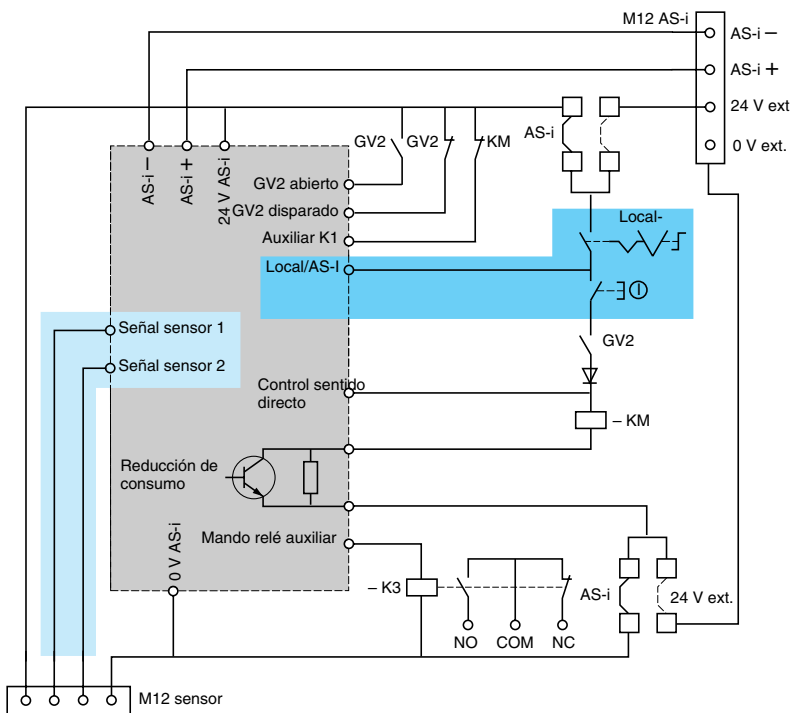 M12 AS-i
AS-i −
AS-i +
24 V ext
0 V ext.
AS-i
GV2
GV2
KM
AS-i −
AS-i +
24 V AS-i
GV2 abierto
GV2 disparado
Auxiliar K1
Local/AS-I
Local-
Señal sensor 1
Señal sensor 2
GV2
Control sentido
directo
– KM
Reducción de
consumo
Mando relé auxiliar
0 V AS-i
– K3
NO
COM
NC
AS-i
24 V ext.
M12 sensor